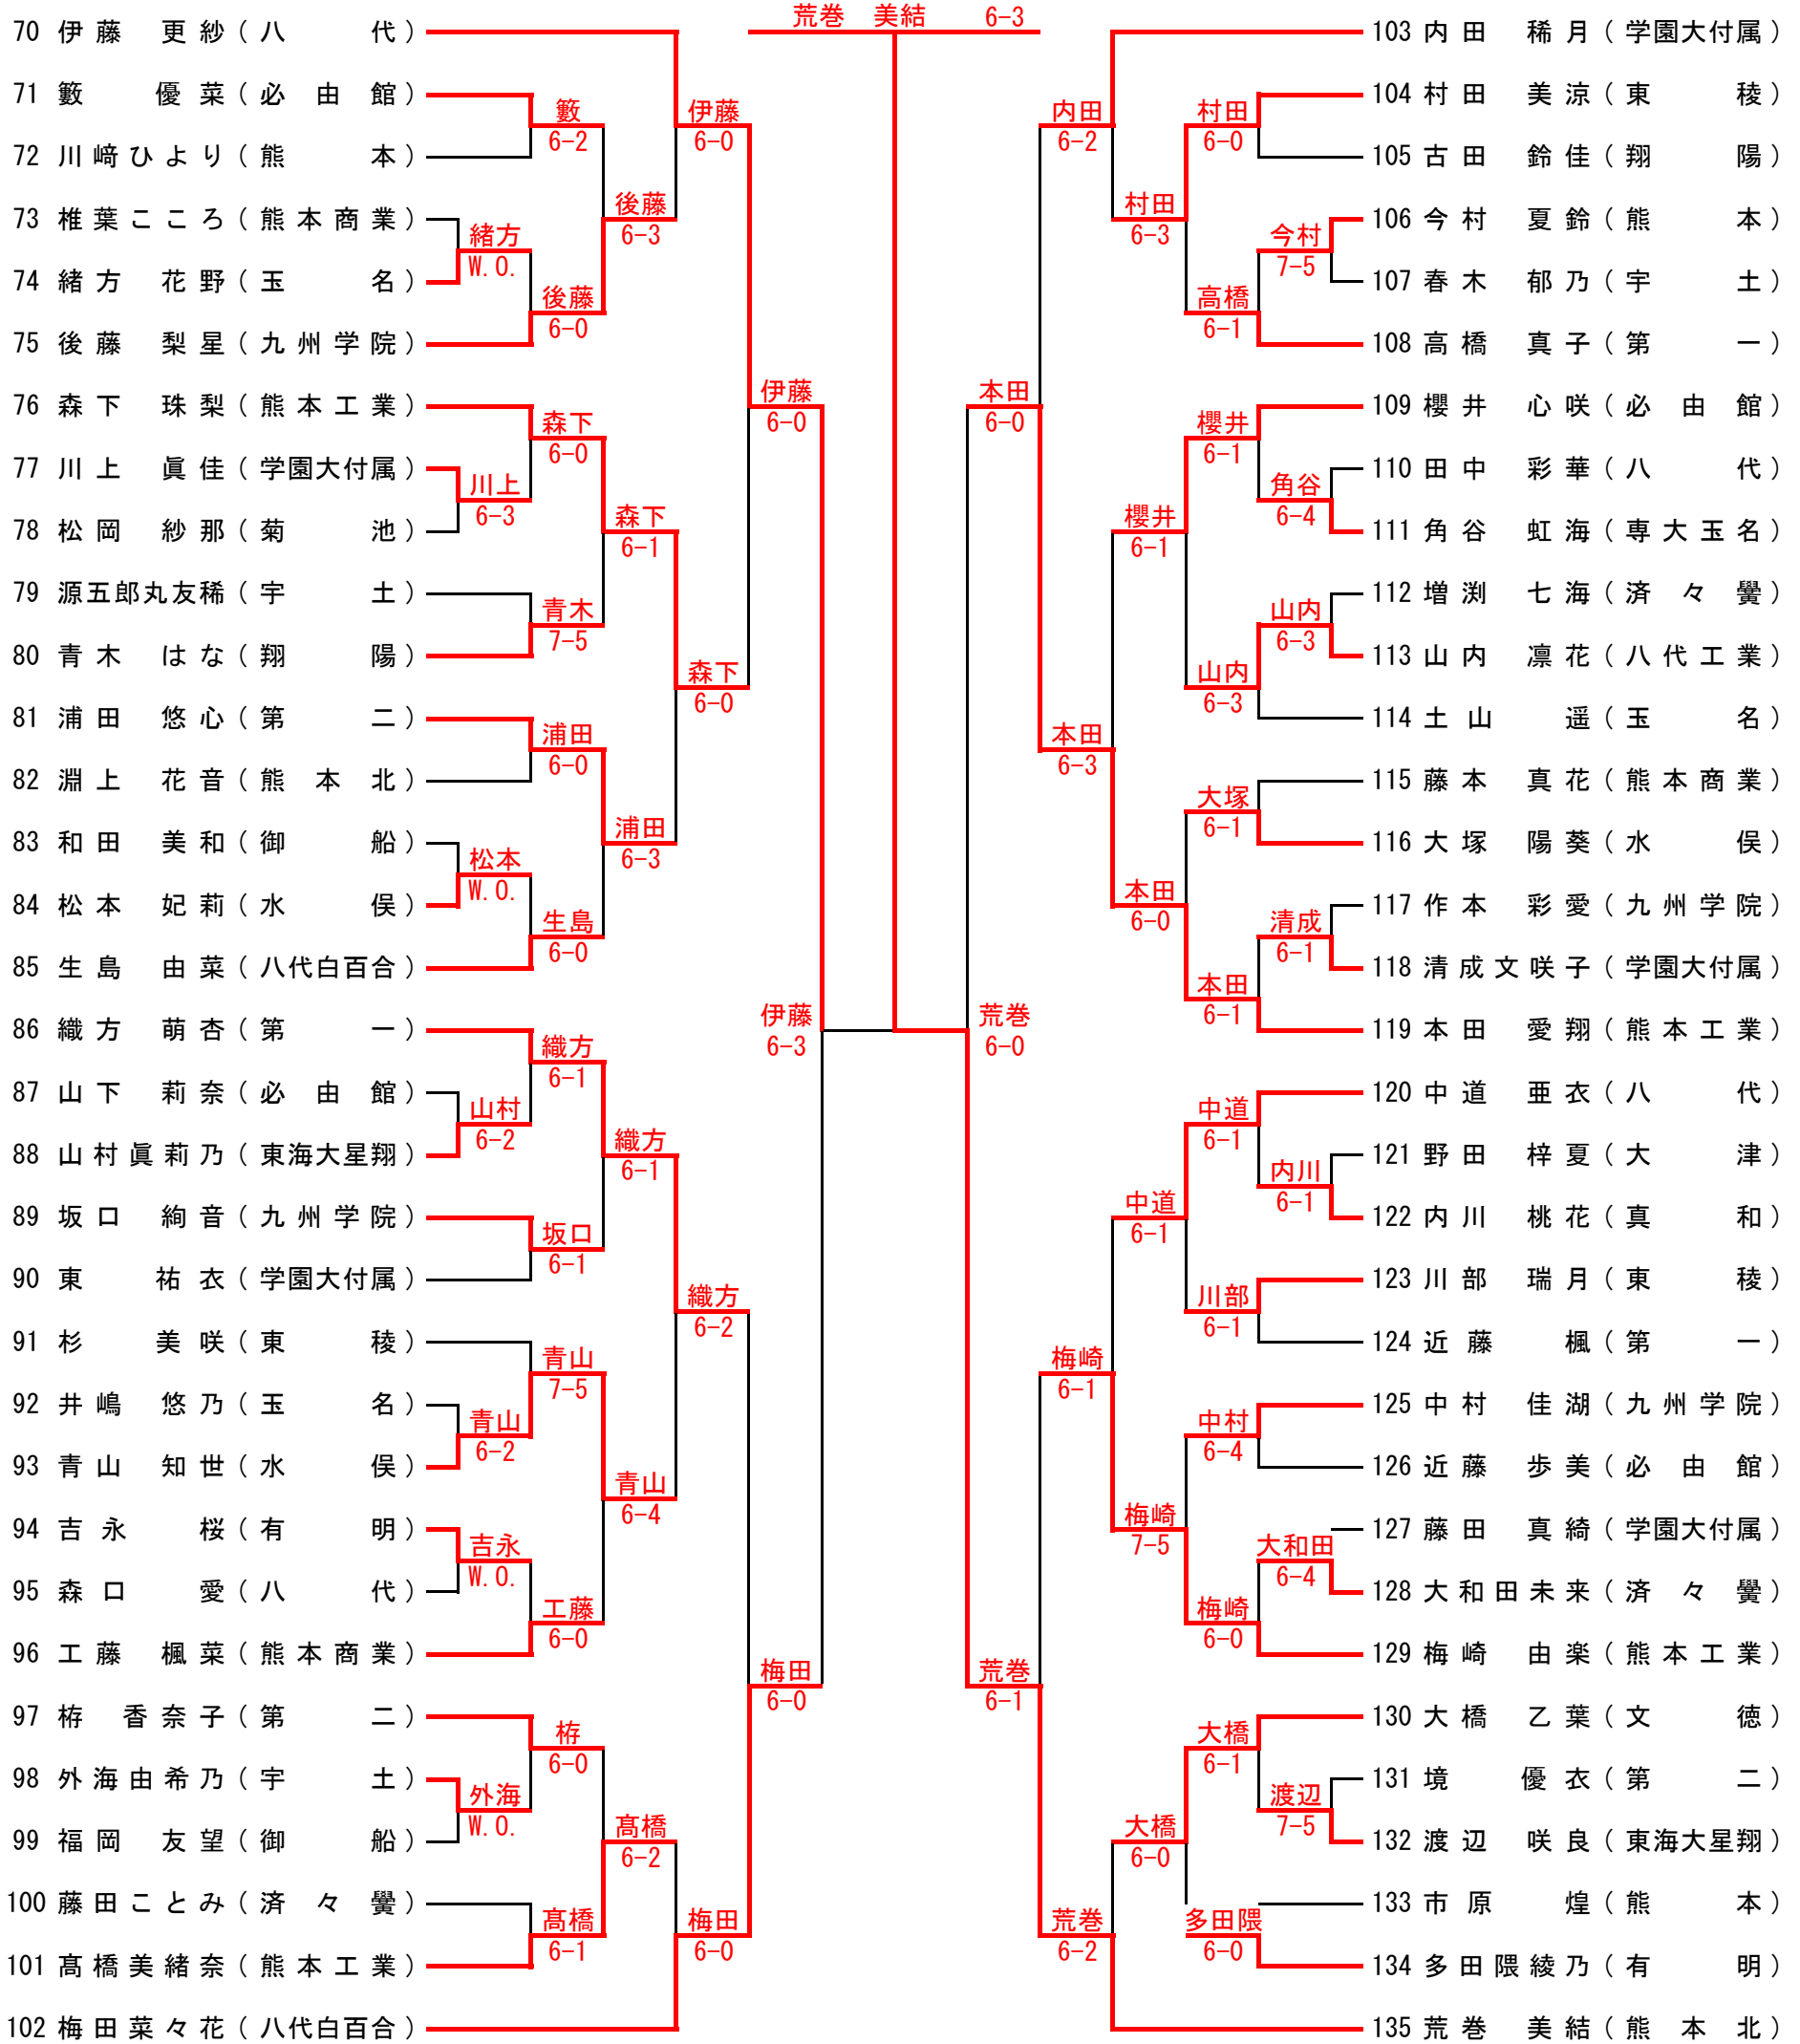 荒巻 美結 6-3
70 伊藤 更紗（八代）
71 籔 優菜（必由館）
72 川﨑ひより（熊本）
73 椎葉こころ（熊本商業）
74 緒方 花野（玉名）
75 後藤 梨星（九州学院）
76 森下 珠梨（熊本工業）
77 川上 眞佳（学園大付属）
78 松岡 紗那（菊池）
79 源五郎丸友稀（宇土）
80 青木 はな（翔陽）
81 浦田 悠心（第二）
82 淵上 花音（熊本北）
83 和田 美和（御船）
84 松本 妃莉（水俣）
85 生島 由菜（八代白百合）
86 織方 萌杏（第一）
87 山下 莉奈（必由館）
88 山村眞莉乃（東海大星翔）
89 坂口 絢音（九州学院）
90 東 祐衣（学園大付属）
91 杉 美咲（東稜）
92 井嶋 悠乃（玉名）
93 青山 知世（水俣）
94 吉永 桜（有明）
95 森口 愛（八代）
96 工藤 楓菜（熊本商業）
97 栫 香奈子（第二）
98 外海由希乃（宇土）
99 福岡 友望（御船）
100 藤田ことみ（済々黌）
101 髙橋美緒奈（熊本工業）
102 梅田菜々花（八代白百合）
緒方
W.O.
川上
6-3
松本
W.O.
山村
6-2
青山
6-2
吉永
W.O.
外海
W.O.
籔
6-2
後藤
6-0
森下
6-0
青木
7-5
浦田
6-0
生島
6-0
織方
6-1
坂口
6-1
青山
7-5
工藤
6-0
栫
6-0
髙橋
6-1
後藤
6-3
森下
6-1
浦田
6-3
織方
6-1
青山
6-4
髙橋
6-2
伊藤
6-0
森下
6-0
織方
6-2
梅田
6-0
伊藤
6-0
梅田
6-0
伊藤
6-3
荒巻
6-0
本田
6-0
荒巻
6-1
内田
6-2
本田
6-3
梅崎
6-1
荒巻
6-2
村田
6-3
櫻井
6-1
本田
6-0
中道
6-1
梅崎
7-5
大橋
6-0
村田
6-0
高橋
6-1
櫻井
6-1
山内
6-3
大塚
6-1
本田
6-1
中道
6-1
川部
6-1
中村
6-4
梅崎
6-0
大橋
6-1
多田隈
6-0
今村
7-5
角谷
6-4
山内
6-3
清成
6-1
内川
6-1
大和田
6-4
渡辺
7-5
103 内田 稀月（学園大付属）
104 村田 美涼（東稜）
105 古田 鈴佳（翔陽）
106 今村 夏鈴（熊本）
107 春木 郁乃（宇土）
108 高橋 真子（第一）
109 櫻井 心咲（必由館）
110 田中 彩華（八代）
111 角谷 虹海（専大玉名）
112 増渕 七海（済々黌）
113 山内 凛花（八代工業）
114 土山 遥（玉名）
115 藤本 真花（熊本商業）
116 大塚 陽葵（水俣）
117 作本 彩愛（九州学院）
118 清成文咲子（学園大付属）
119 本田 愛翔（熊本工業）
120 中道 亜衣（八代）
121 野田 梓夏（大津）
122 内川 桃花（真和）
123 川部 瑞月（東稜）
124 近藤 楓（第一）
125 中村 佳湖（九州学院）
126 近藤 歩美（必由館）
127 藤田 真綺（学園大付属）
128 大和田未来（済々黌）
129 梅崎 由楽（熊本工業）
130 大橋 乙葉（文徳）
131 境 優衣（第二）
132 渡辺 咲良（東海大星翔）
133 市原 煌（熊本）
134 多田隈綾乃（有明）
135 荒巻 美結（熊本北）